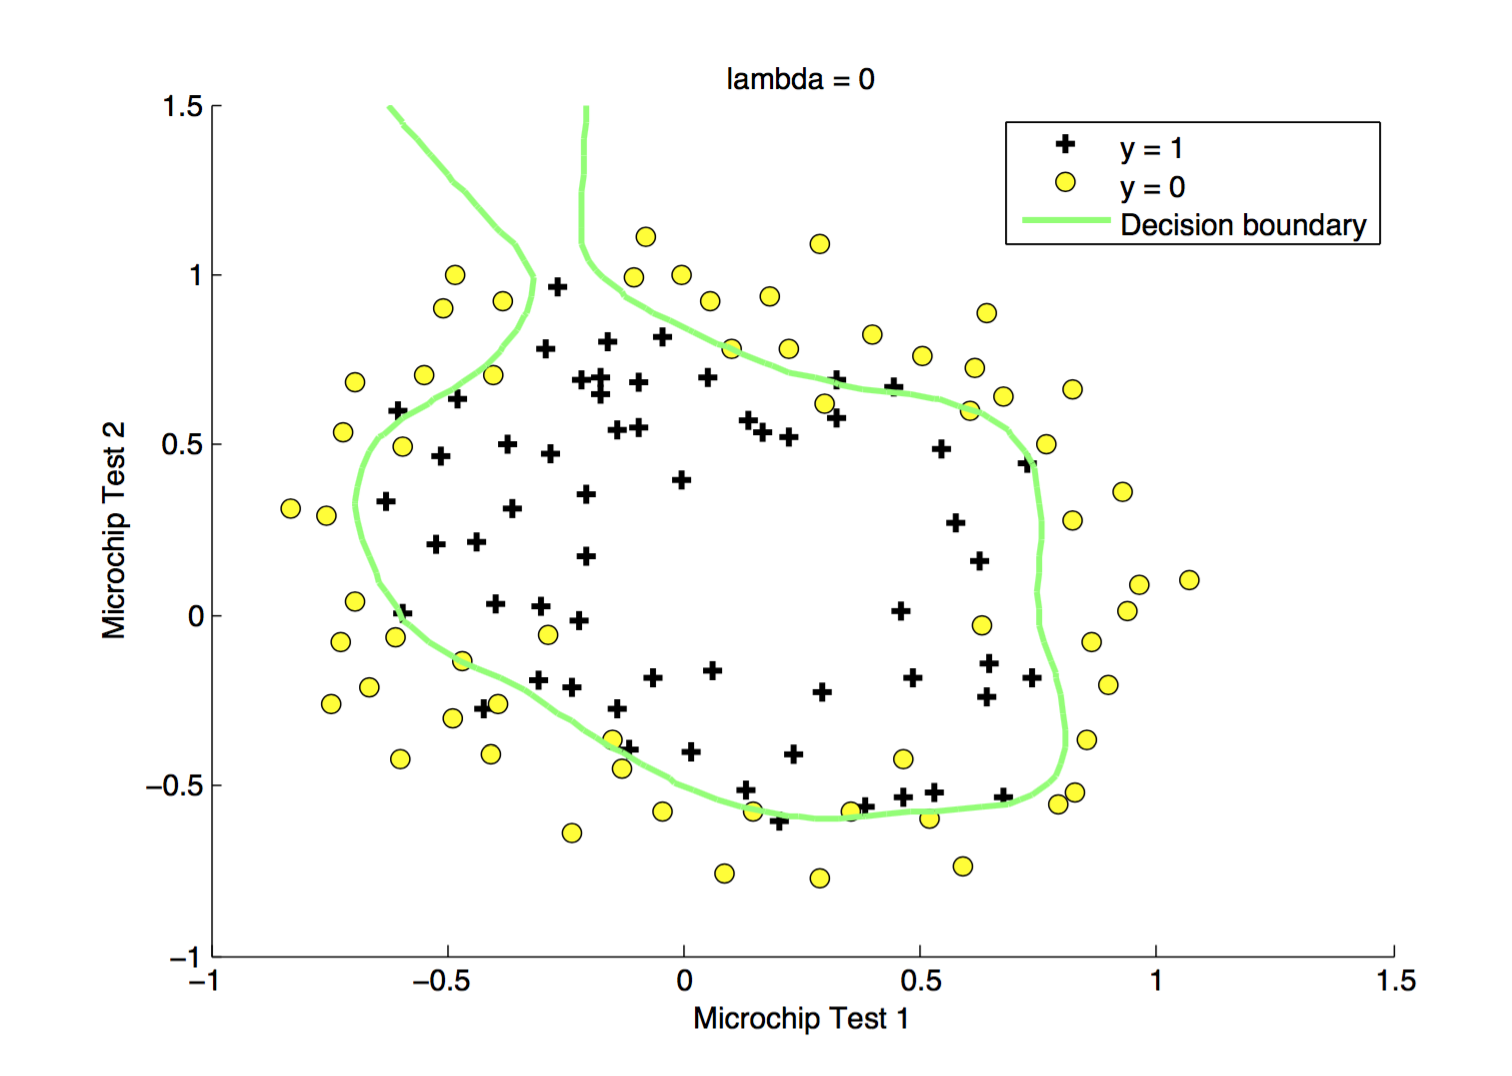 lambda = 0
1.5
1
0.5
0
−0.5
−1
Microchip Test 2
y = 1
y = 0
Decision boundary
−1
−0.5
0
0.5
1
1.5
Microchip Test 1